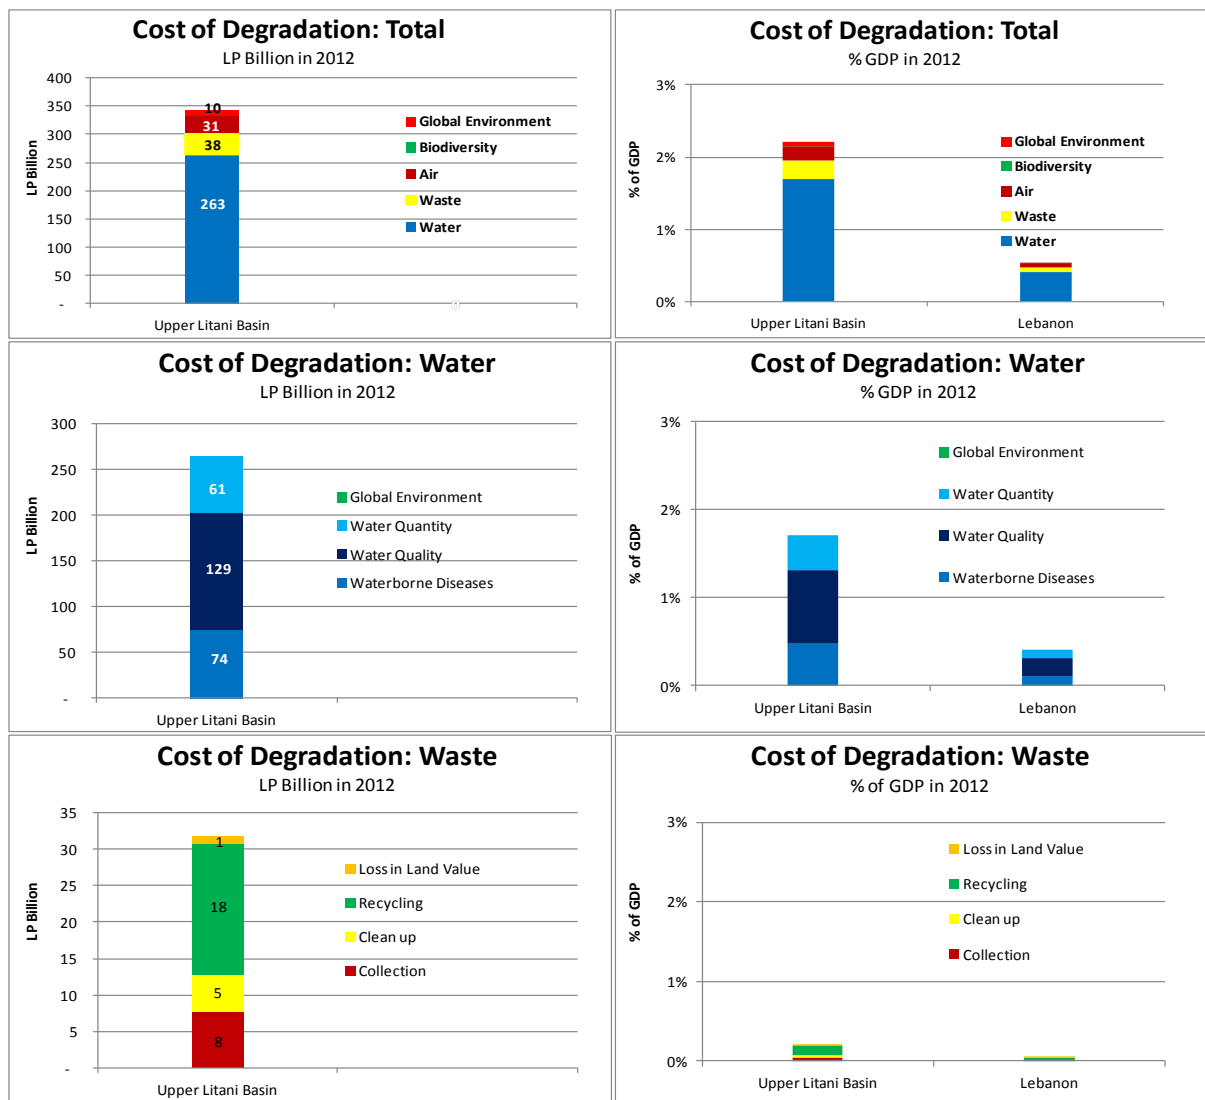 Cost of Degradation: Total
LP Billion in 2012
400
350
300
250
200
150
100
50
-
LP Billion
10
31
38
263
0
Global Environment
Biodiversity
Air
Waste
Water
Upper Litani Basin
Cost of Degradation: Total
% GDP in 2012
3%
2%
1%
0%
% of GDP
Global Environment
Biodiversity
Air
Waste
Water
Upper Litani Basin
Lebanon
Cost of Degradation: Water
LP Billion in 2012
300
250
200
150
100
50
-
LP Billion
61
129
74
Global Environment
Water Quantity
Water Quality
Waterborne Diseases
Upper Litani Basin
Cost of Degradation: Water
% GDP in 2012
3%
2%
1%
0%
% of GDP
Global Environment
Water Quantity
Water Quality
Waterborne Diseases
Upper Litani Basin
Lebanon
Cost of Degradation: Waste
LP Billion in 2012
35
30
25
20
15
10
5
-
LP Billion
1
18
5
8
Loss in Land Value
Recycling
Clean up
Collection
Upper Litani Basin
Cost of Degradation: Waste
% of GDP in 2012
3%
2%
1%
0%
% of GDP
Loss in Land Value
Recycling
Clean up
Collection
Upper Litani Basin
Lebanon